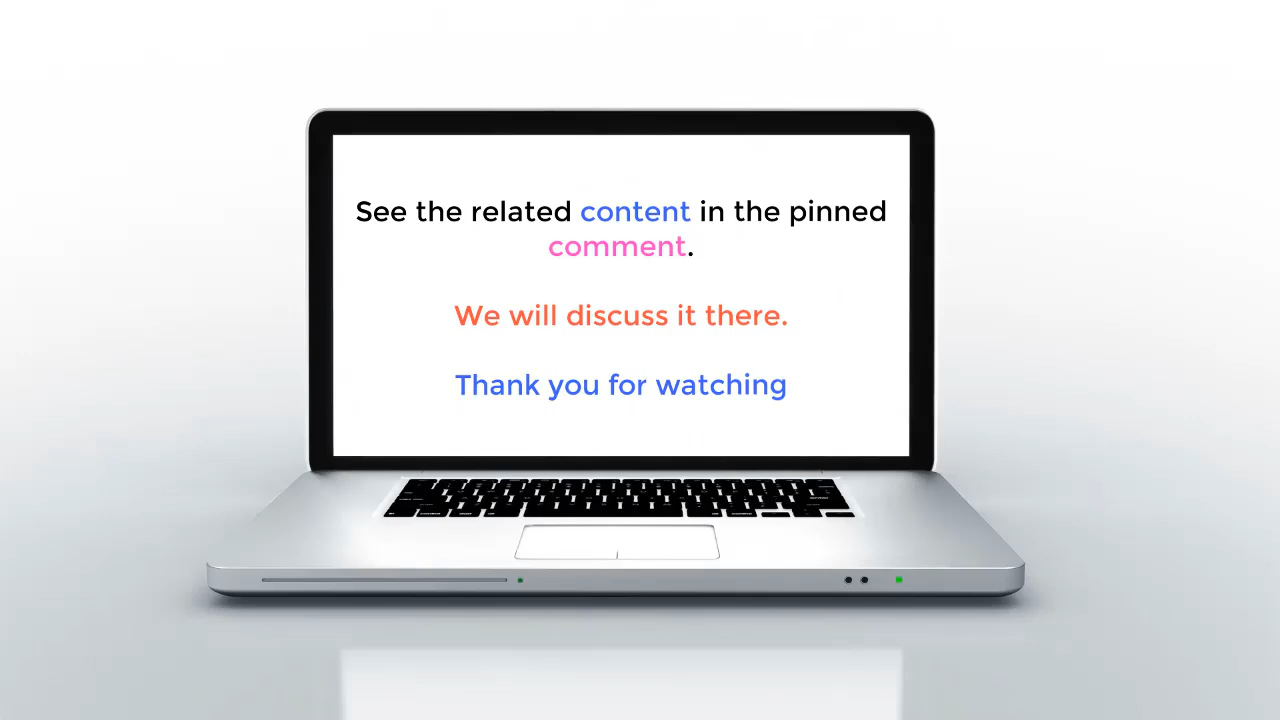 See the related content in the pinned
comment.
We will discuss it there.
Thank you for watching